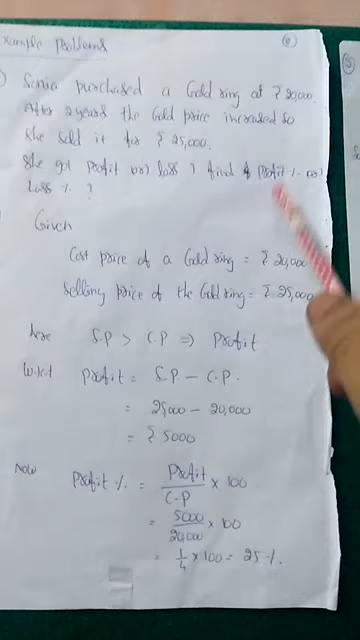 Example Problems
6
) Sonia purchased a Gold ring at ₹ 20,000.
After 2 years the Gold price increased so
she sold it for ₹ 25,000.
She got Profit (or) loss ? find Profit % (or)
loss % ?
Given
Cost price of a Gold ring = ₹ 20,000
Selling price of the Gold ring = ₹ 25,000
here S.P > C.P ⇒ Profit
W.k.t Profit = S.P - C.P.
= 25000 - 20,000
= ₹ 5000
Now Profit % = Profit/C.P × 100
= 5000/20000 × 100
= 1/4 × 100 = 25 %.